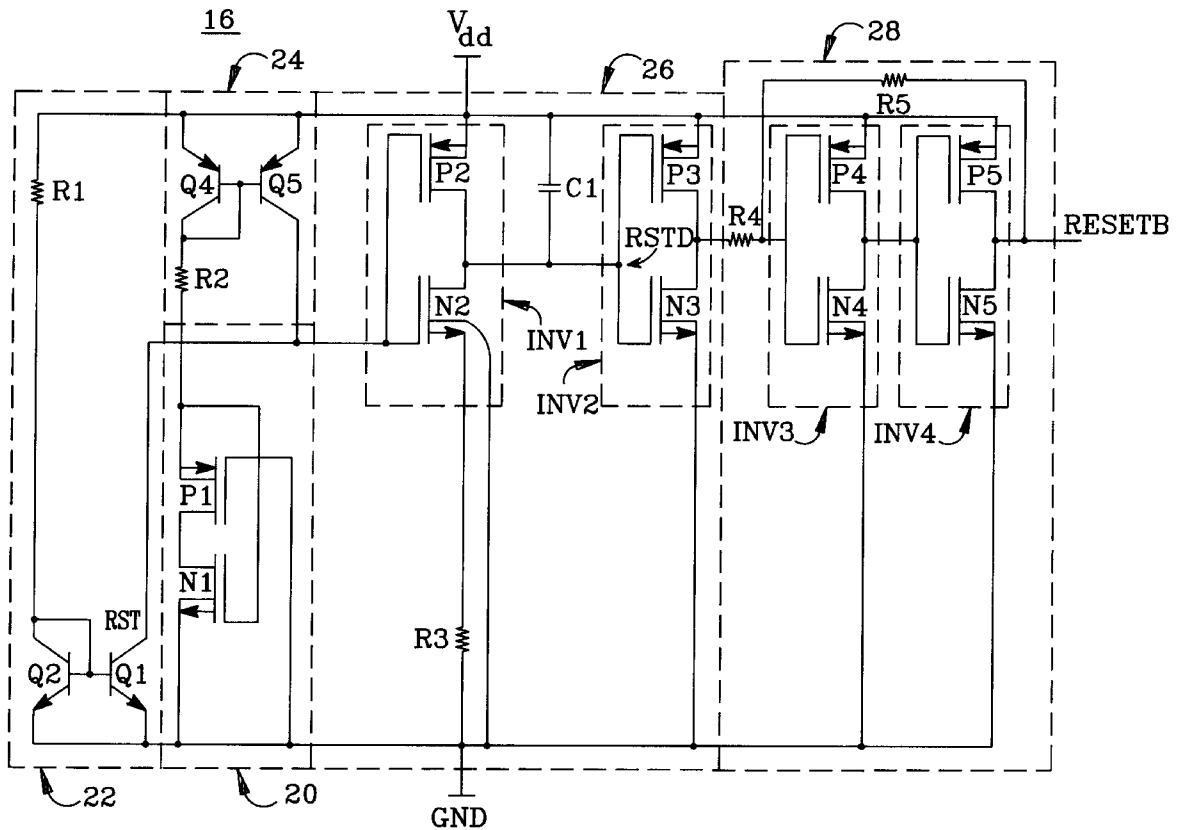 16
Vdd
24
26
28
R5
Q4
Q5
R1
P2
C1
P3
P4
P5
R4
RSTD
RESETB
R2
N2
N3
N4
N5
INV1
INV2
INV3
INV4
P1
N1
RST
R3
Q2
Q1
22
20
GND